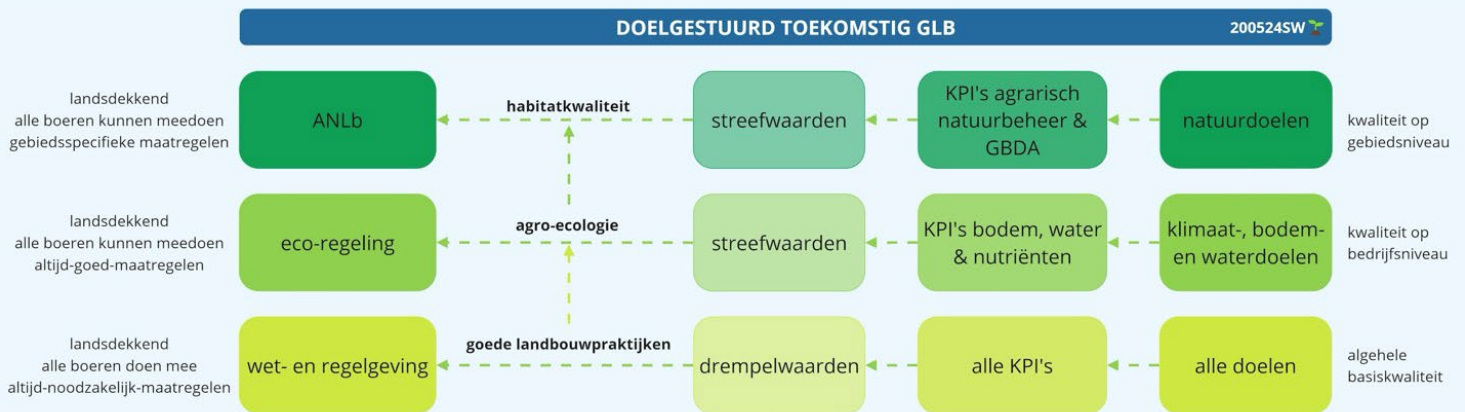 DOELGESTUURD TOEKOMSTIG GLB
200524SW
landsdekkend
alle boeren kunnen meedoen
gebiedsspecifieke maatregelen
ANLb
habitatkwaliteit
streefwaarden
KPI's agrarisch
natuurbeheer &
GBDA
natuurdoelen
kwaliteit op
gebiedsniveau
landsdekkend
alle boeren kunnen meedoen
altijd-goed-maatregelen
eco-regeling
agro-ecologie
streefwaarden
KPI's bodem, water
& nutriënten
klimaat-, bodem-
en waterdoelen
kwaliteit op
bedrijfsniveau
landsdekkend
alle boeren doen mee
altijd-noodzakelijk-maatregelen
wet- en regelgeving
goede landbouwpraktijken
drempelwaarden
alle KPI's
alle doelen
algehele
basiskwaliteit